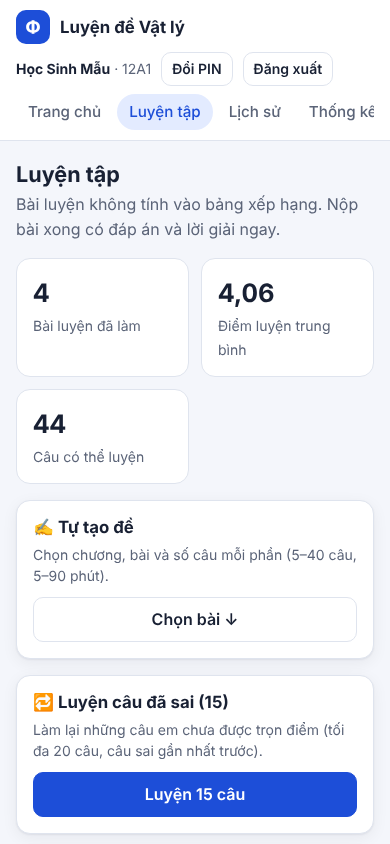 Φ Luyện đề Vật lý
Học Sinh Mẫu · 12A1 Đổi PIN Đăng xuất
Trang chủ Luyện tập Lịch sử Thống kê
Luyện tập
Bài luyện không tính vào bảng xếp hạng. Nộp
bài xong có đáp án và lời giải ngay.
4
Bài luyện đã làm
4,06
Điểm luyện trung
bình
44
Câu có thể luyện
✍️ Tự tạo đề
Chọn chương, bài và số câu mỗi phần (5–40 câu,
5–90 phút).
Chọn bài ↓
🔁 Luyện câu đã sai (15)
Làm lại những câu em chưa được trọn điểm (tối
đa 20 câu, câu sai gần nhất trước).
Luyện 15 câu